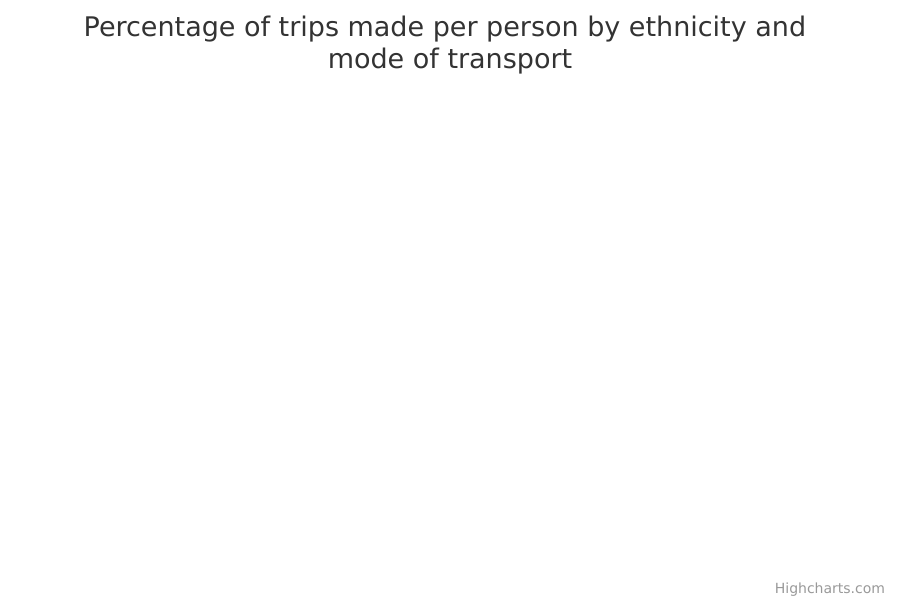 Percentage of trips made per person by ethnicity and
mode of transport
Highcharts.com